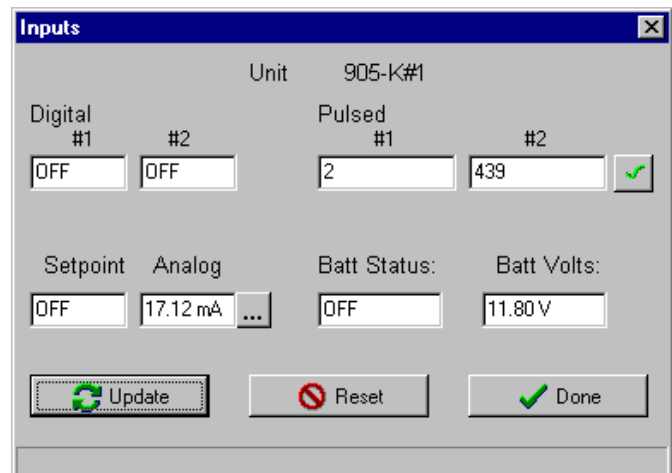 Inputs
Unit 905-K#1
Digital Pulsed
#1 #2 #1 #2
OFF OFF 2 439
Setpoint Analog Batt Status: Batt Volts:
OFF 17.12 mA ... OFF 11.80 V
Update Reset Done